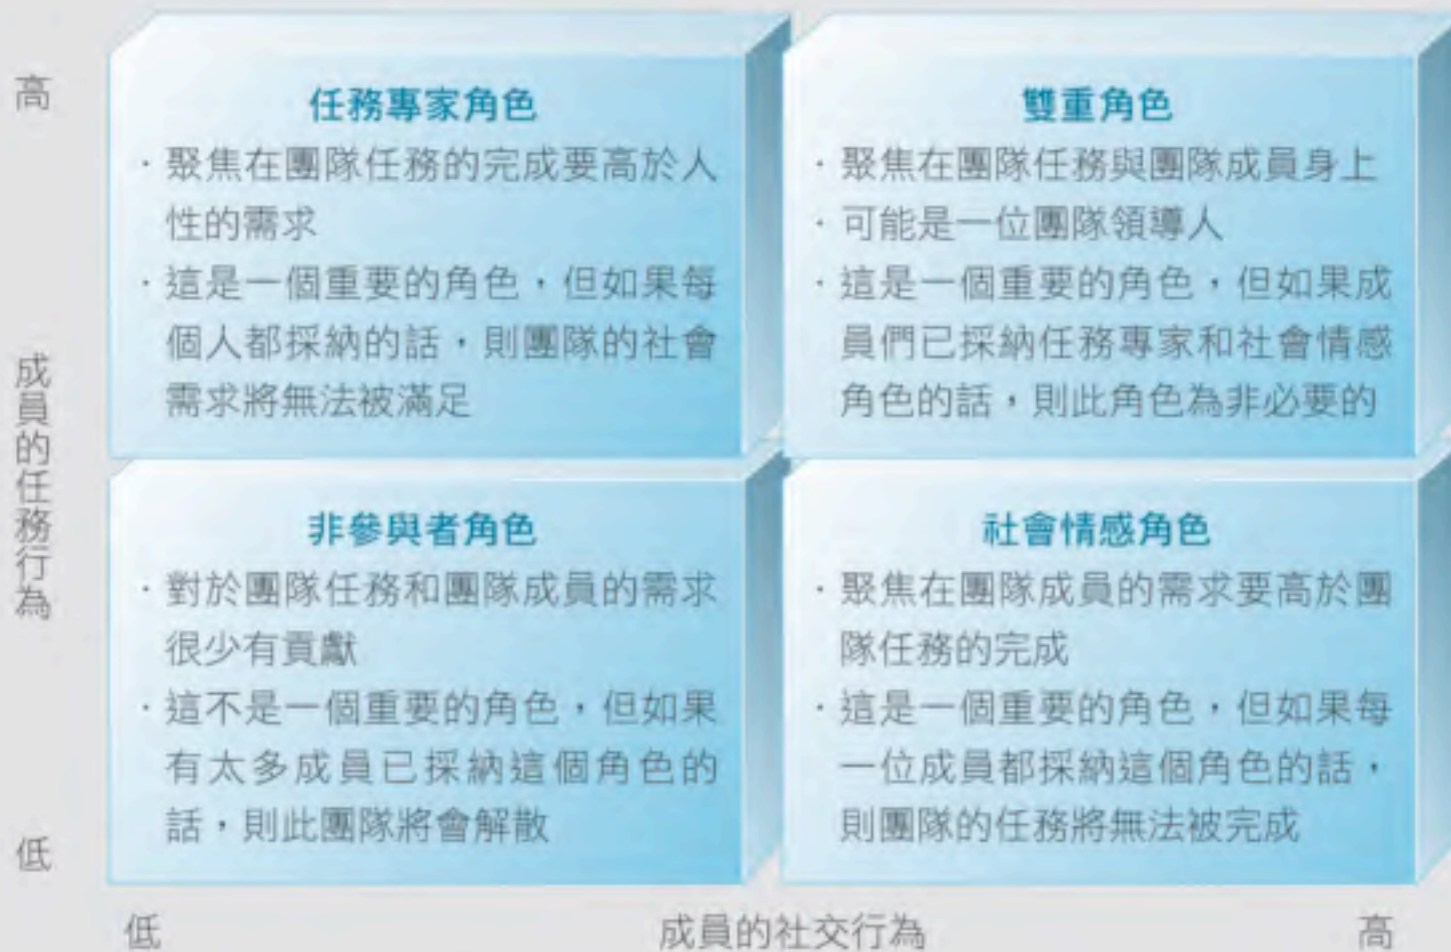 高
成員的任務行為
低
任務專家角色
· 聚焦在團隊任務的完成要高於人
性的需求
· 這是一個重要的角色，但如果每
個人都採納的話，則團隊的社會
需求將無法被滿足
雙重角色
· 聚焦在團隊任務與團隊成員身上
· 可能是一位團隊領導人
· 這是一個重要的角色，但如果成
員們已採納任務專家和社會情感
角色的話，則此角色為非必要的
非參與者角色
· 對於團隊任務和團隊成員的需求
很少有貢獻
· 這不是一個重要的角色，但如果
有太多成員已採納這個角色的
話，則此團隊將會解散
社會情感角色
· 聚焦在團隊成員的需求要高於團
隊任務的完成
· 這是一個重要的角色，但如果每
一位成員都採納這個角色的話，
則團隊的任務將無法被完成
低
成員的社交行為
高